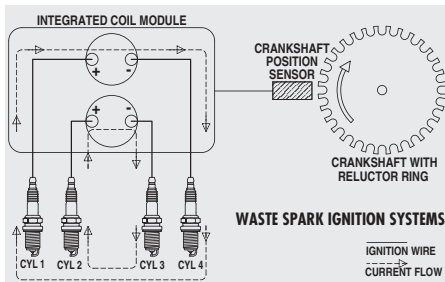 INTEGRATED COIL MODULE
+ -
+ -
CRANKSHAFT
POSITION
SENSOR
CRANKSHAFT WITH
RELUCTOR RING
WASTE SPARK IGNITION SYSTEMS
CYL 1 CYL 2 CYL 3 CYL 4
IGNITION WIRE
CURRENT FLOW